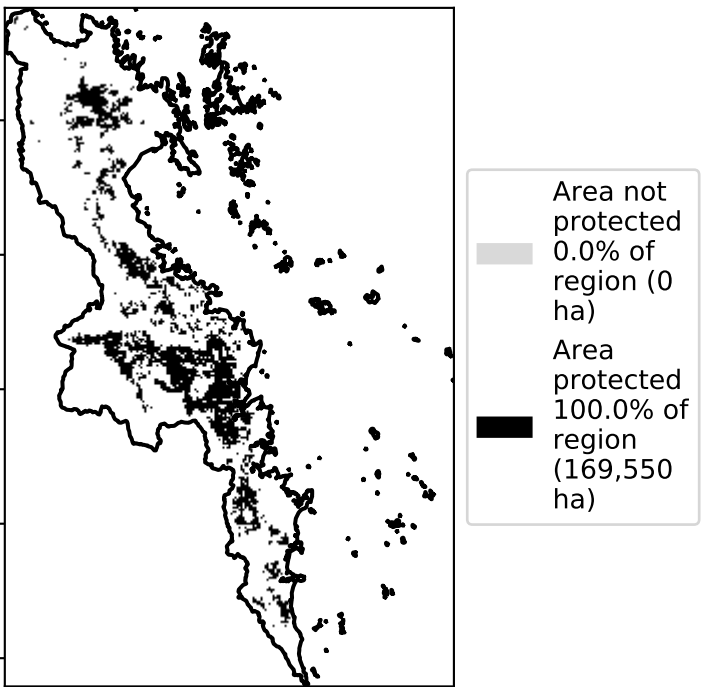 Area not
protected
0.0% of
region (0
ha)
Area
protected
100.0% of
region
(169,550
ha)